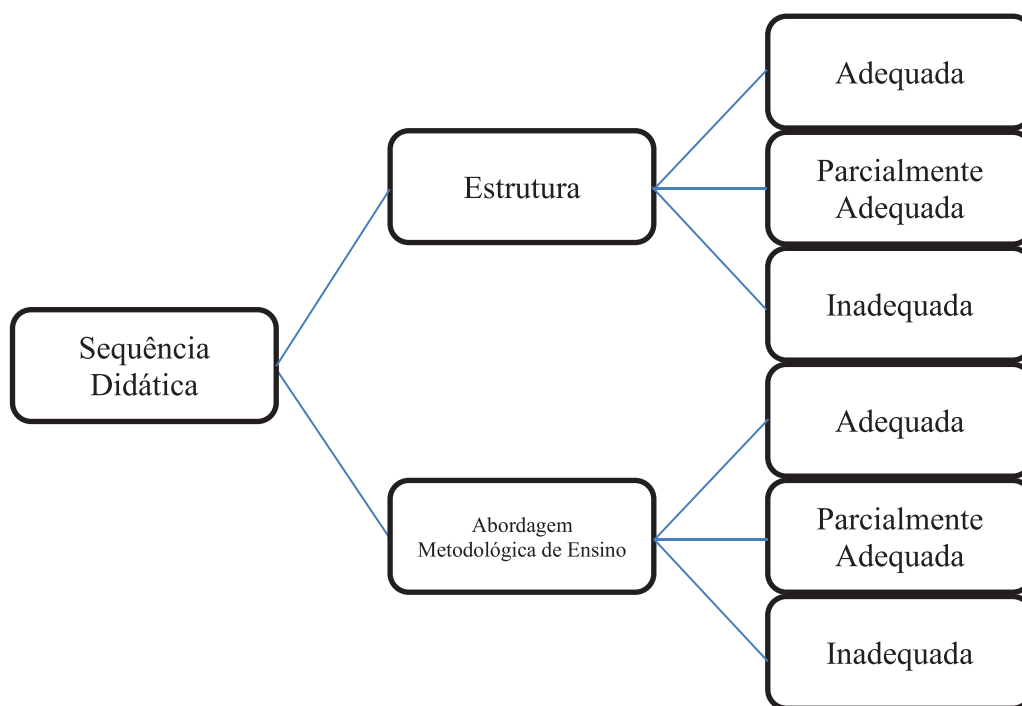 Sequência
Didática
Estrutura
Adequada
Parcialmente
Adequada
Inadequada
Abordagem
Metodológica de Ensino
Adequada
Parcialmente
Adequada
Inadequada